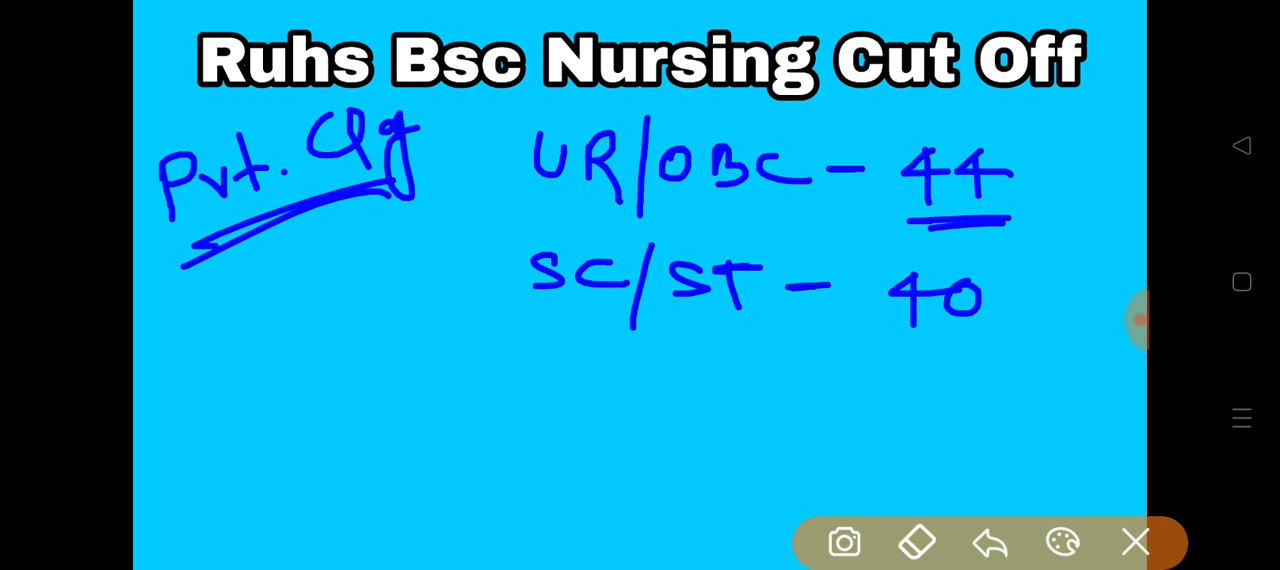 Ruhs Bsc Nursing Cut Off
Pvt. Clg
UR/OBC - 44
SC/ST - 40